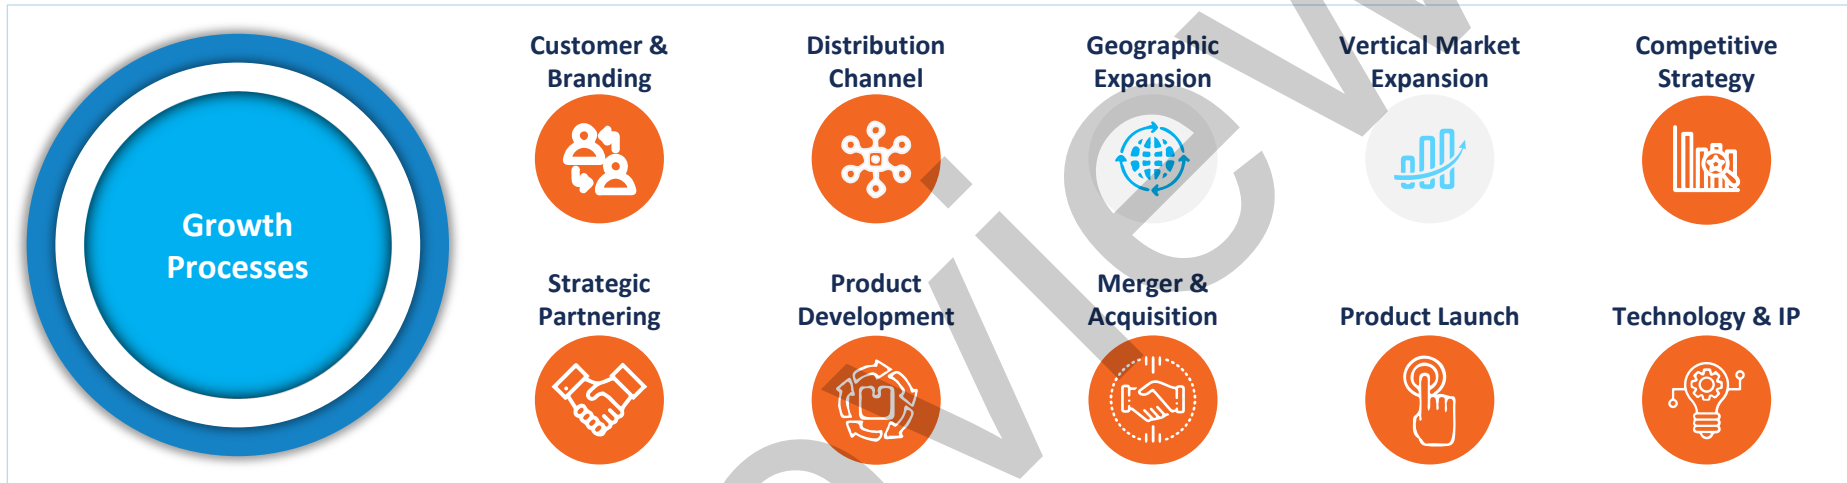 Growth
Processes
Customer &
Branding
Distribution
Channel
Geographic
Expansion
Vertical Market
Expansion
Competitive
Strategy
Strategic
Partnering
Product
Development
Merger &
Acquisition
Product Launch
Technology & IP